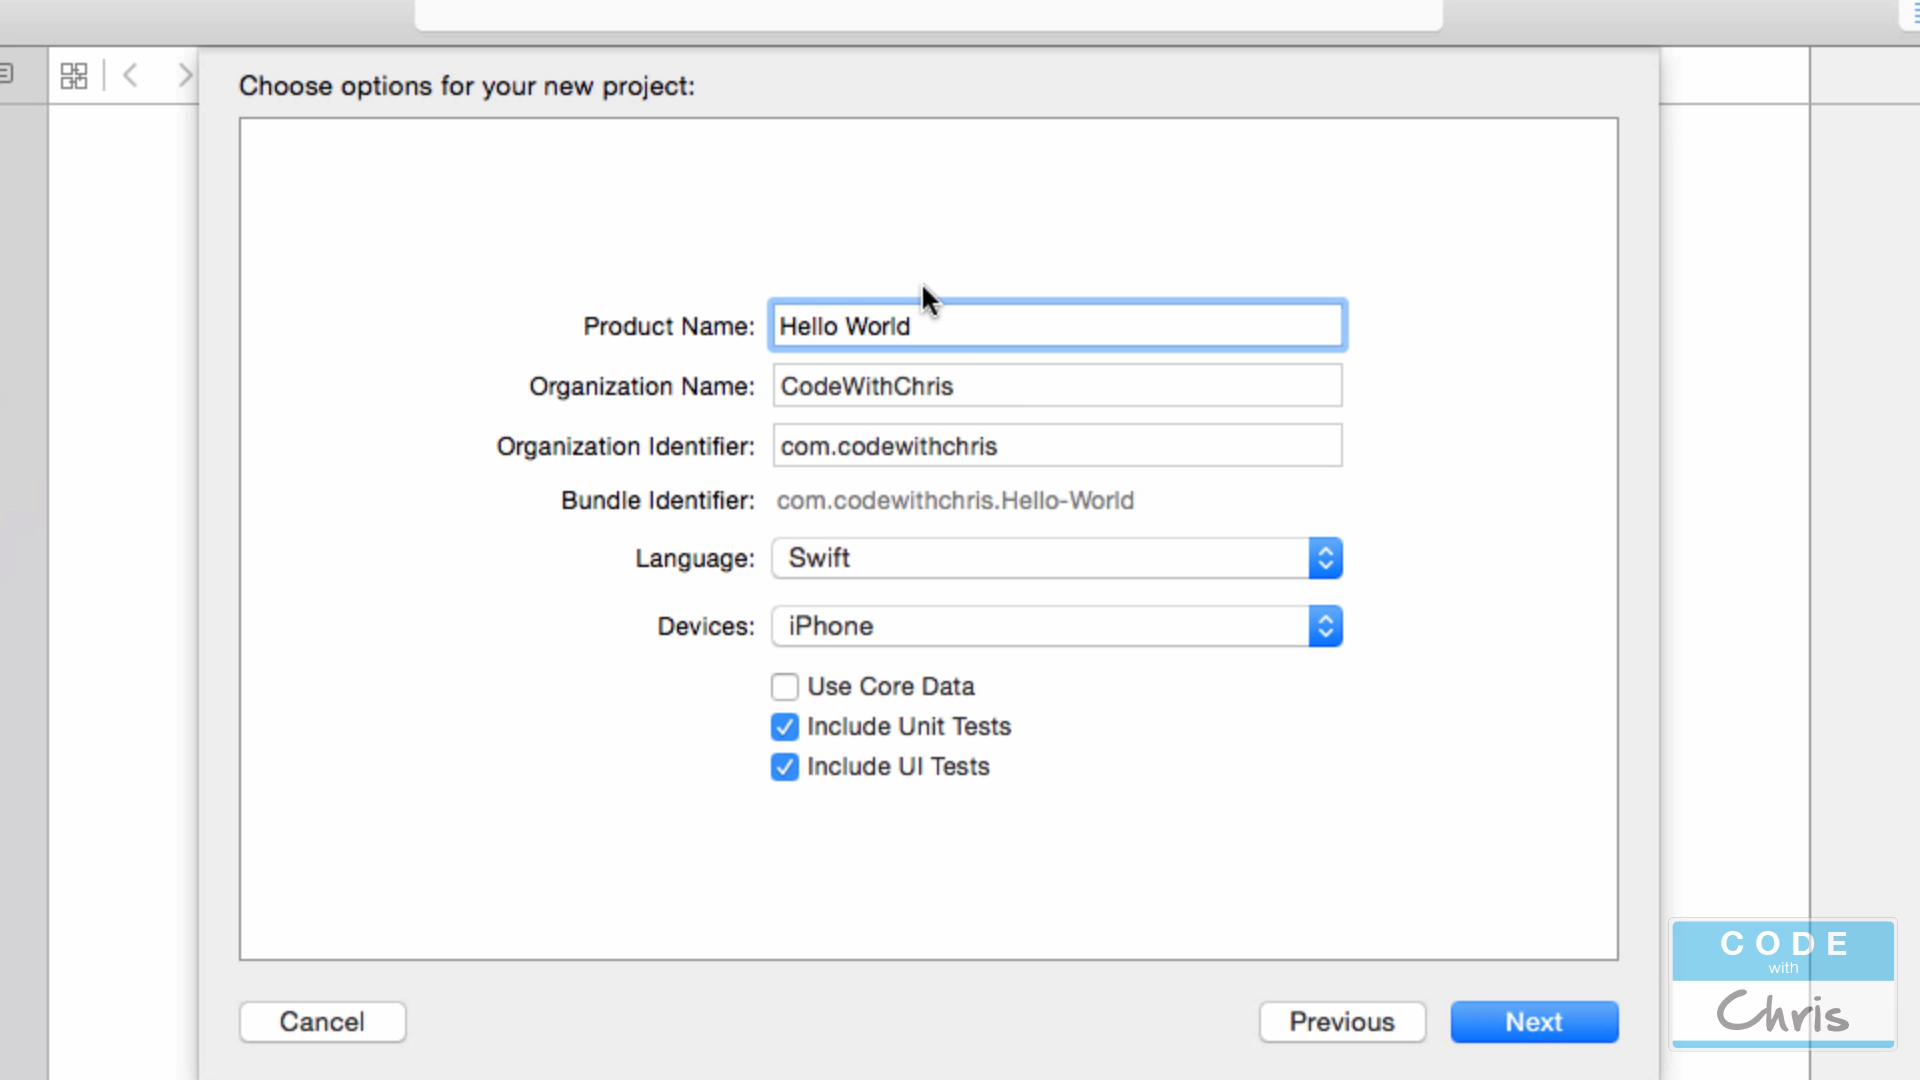 Choose options for your new project:
Product Name: Hello World
Organization Name: CodeWithChris
Organization Identifier: com.codewithchris
Bundle Identifier: com.codewithchris.Hello-World
Language: Swift
Devices: iPhone
Use Core Data
Include Unit Tests
Include UI Tests
Cancel Previous Next
CODE
with
Chris